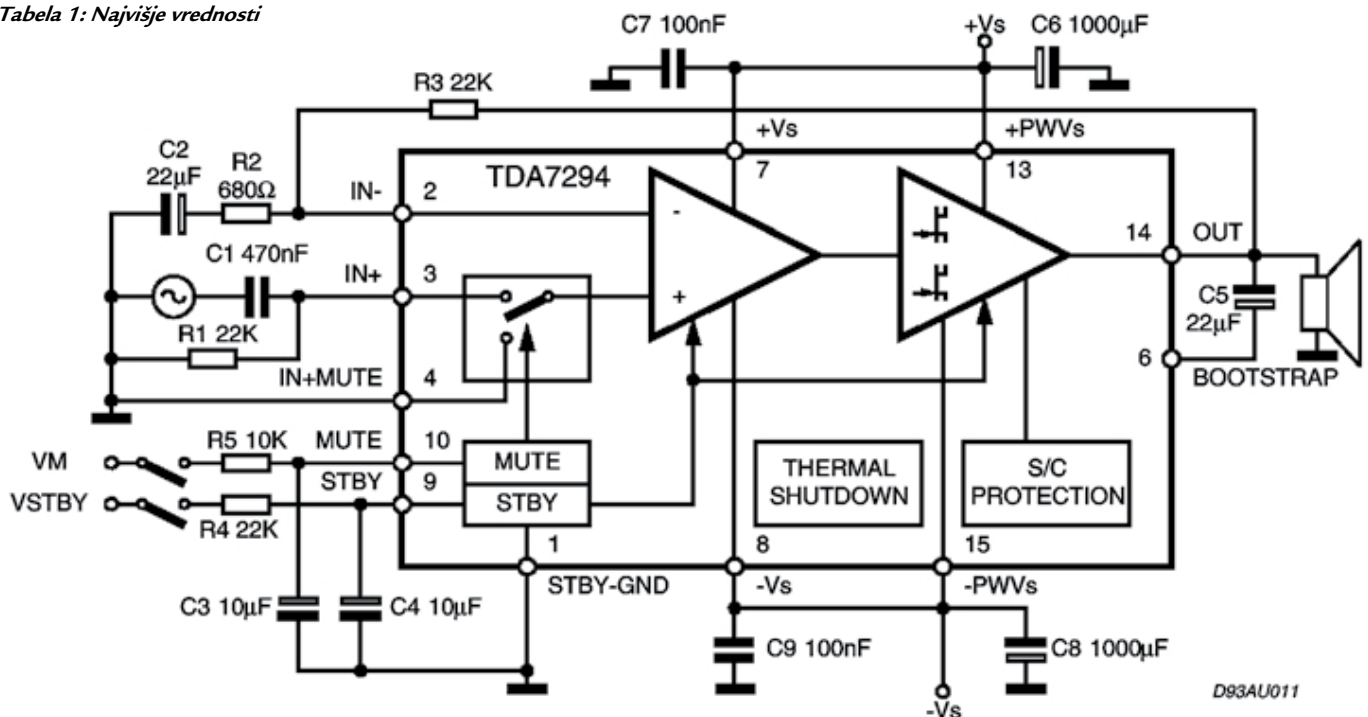 Tabela 1: Najvišje vrednosti
C7 100nF
+Vs
C6 1000µF
R3 22K
+Vs
+PWVs
C2
22µF
R2
680Ω
IN-
2
TDA7294
7
13
-
C1 470nF
IN+
3
14
OUT
+
R1 22K
C5
22µF
IN+MUTE
4
6
BOOTSTRAP
R5 10K
MUTE
10
VM
MUTE
THERMAL
SHUTDOWN
S/C
PROTECTION
STBY
9
VSTBY
STBY
R4 22K
1
8
15
STBY-GND
-Vs
-PWVs
C3 10µF
C4 10µF
C9 100nF
C8 1000µF
-Vs
D93AU011